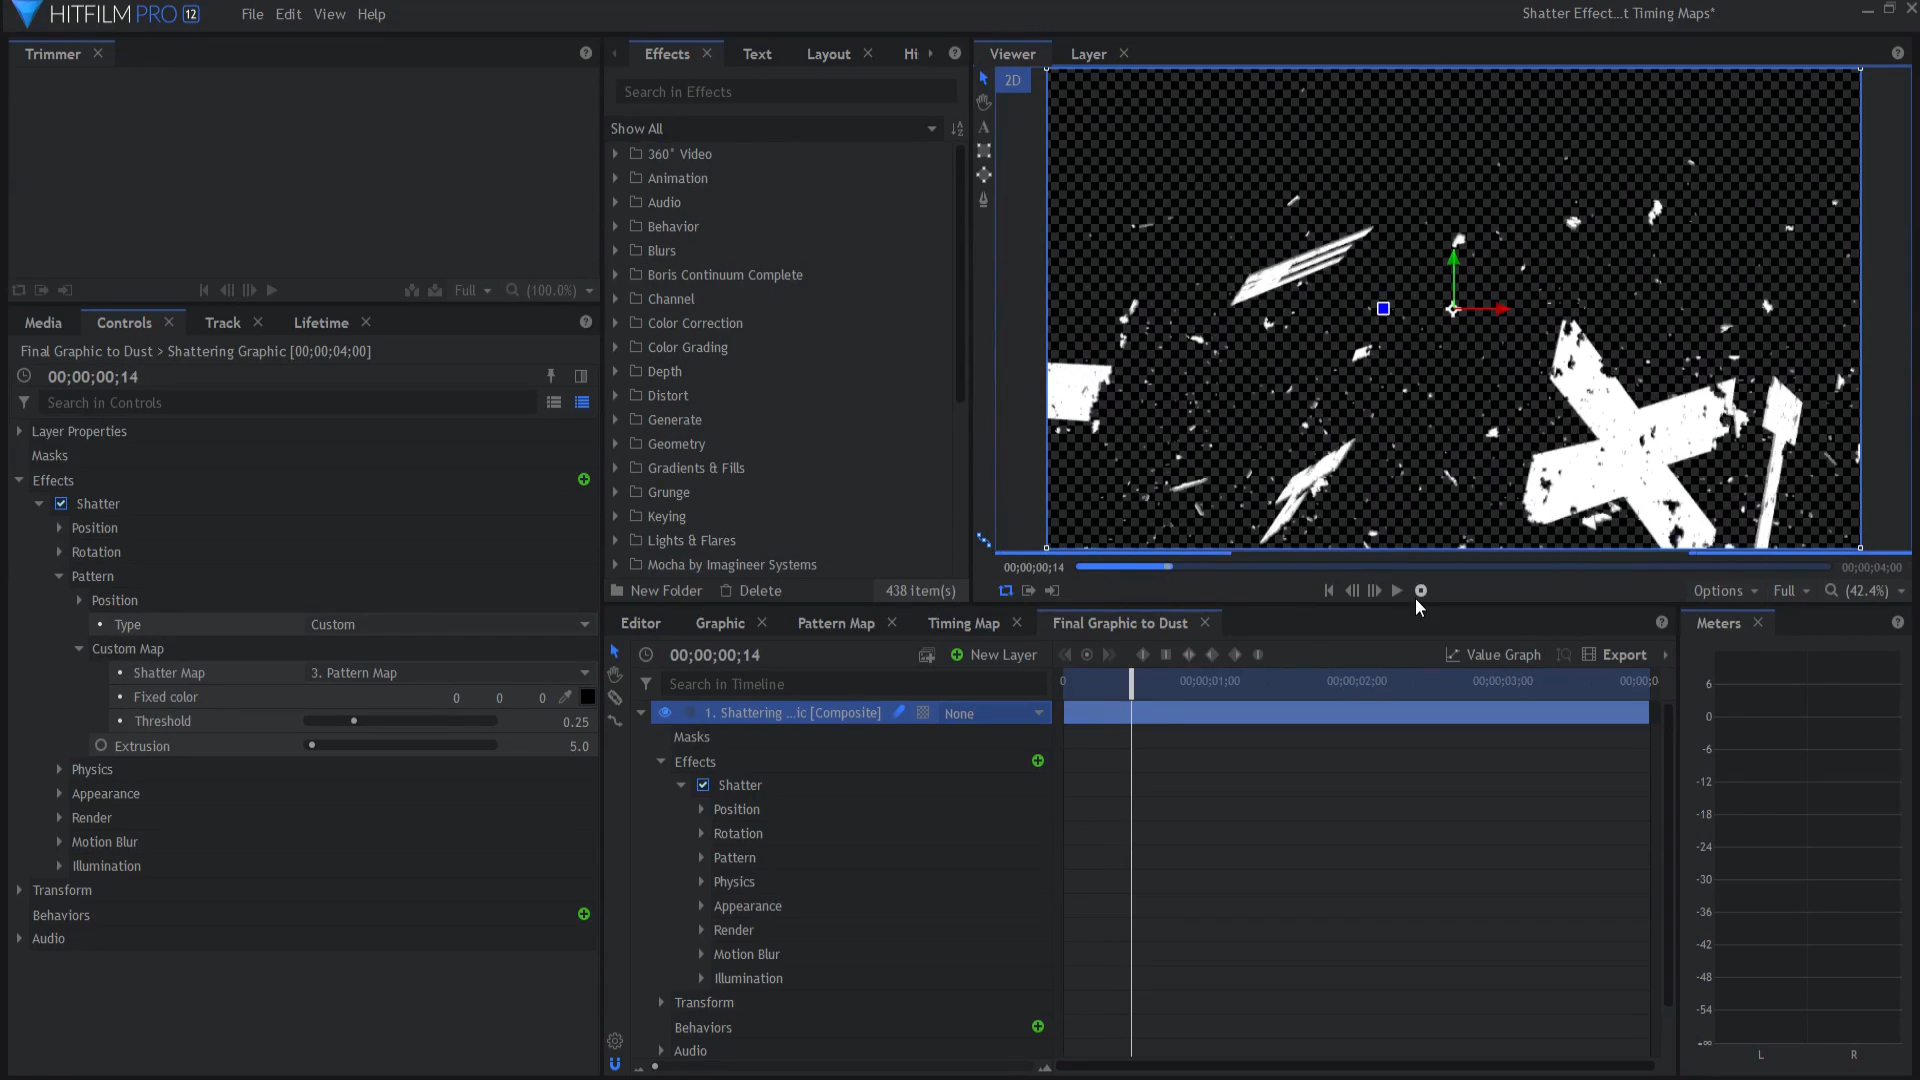 HITFILM PRO 12
File Edit View Help
Shatter Effect...t Timing Maps*
Trimmer
Full (100.0%)
Media Controls Track Lifetime
Final Graphic to Dust > Shattering Graphic [00;00;04;00]
00;00;00;14
Search in Controls
Layer Properties
Masks
Effects
Shatter
Position
Rotation
Pattern
Position
Type Custom
Custom Map
Shatter Map 3. Pattern Map
Fixed color 0 0 0
Threshold 0.25
Extrusion 5.0
Physics
Appearance
Render
Motion Blur
Illumination
Transform
Behaviors
Audio
Effects Text Layout Hi
Search in Effects
Show All
360° Video
Animation
Audio
Behavior
Blurs
Boris Continuum Complete
Channel
Color Correction
Color Grading
Depth
Distort
Generate
Geometry
Gradients & Fills
Grunge
Keying
Lights & Flares
Mocha by Imagineer Systems
New Folder Delete 438 item(s)
Viewer Layer
2D
A
00;00;00;14 00;00;04;00
Options Full (42.4%)
Editor Graphic Pattern Map Timing Map Final Graphic to Dust
00;00;00;14 New Layer Value Graph Export
Search in Timeline
0 00;00;01;00 00;00;02;00 00;00;03;00 00;00;0
1. Shattering ...ic [Composite] None
Masks
Effects
Shatter
Position
Rotation
Pattern
Physics
Appearance
Render
Motion Blur
Illumination
Transform
Behaviors
Audio
Meters
6
0
-6
-12
-18
-24
-30
-36
-42
-48
-54
-∞
L R